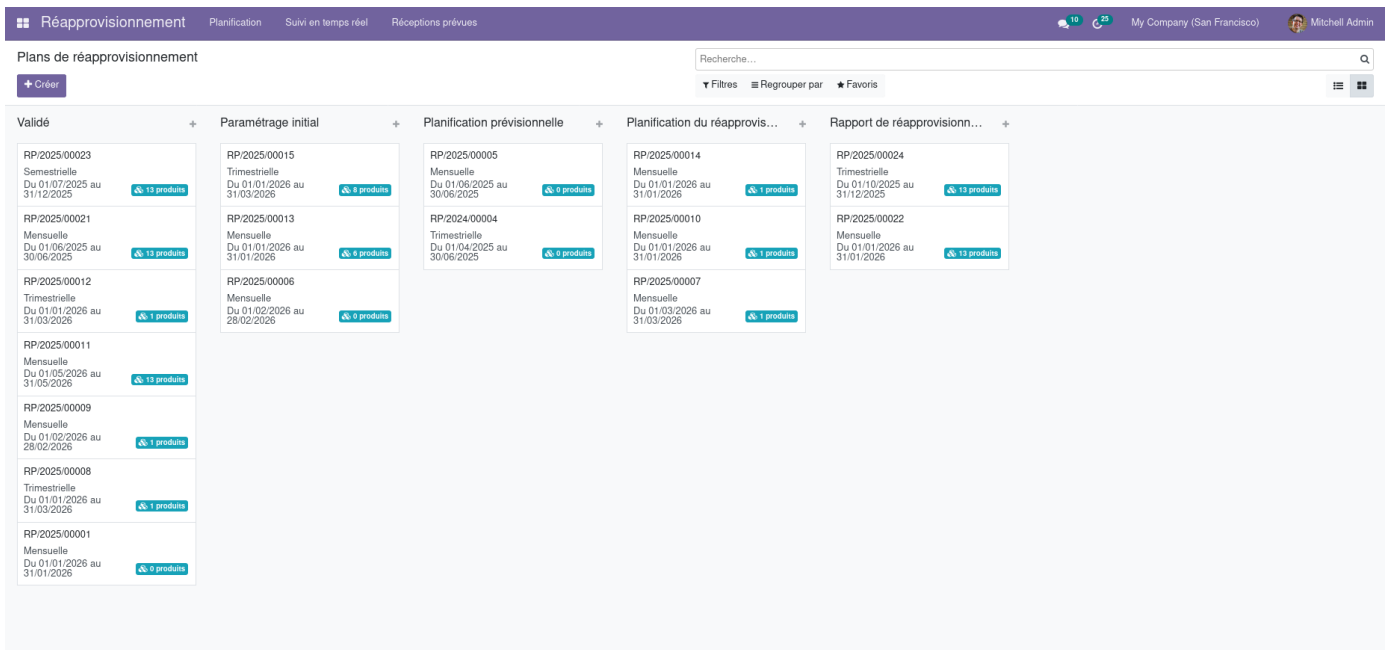 Réapprovisionnement
Planification
Suivi en temps réel
Réceptions prévues
10
25
My Company (San Francisco)
Mitchell Admin
Plans de réapprovisionnement
Recherche...
Créer
Filtres
Regrouper par
Favoris
Validé
RP/2025/00023
Semestrielle
Du 01/07/2025 au
31/12/2025
13 produits
RP/2025/00021
Mensuelle
Du 01/06/2025 au
30/06/2025
13 produits
RP/2025/00012
Trimestrielle
Du 01/01/2026 au
31/03/2026
1 produits
RP/2025/00011
Mensuelle
Du 01/05/2026 au
31/05/2026
13 produits
RP/2025/00009
Mensuelle
Du 01/02/2026 au
28/02/2026
1 produits
RP/2025/00008
Trimestrielle
Du 01/01/2026 au
31/03/2026
1 produits
RP/2025/00001
Mensuelle
Du 01/01/2026 au
31/01/2026
0 produits
Paramétrage initial
RP/2025/00015
Trimestrielle
Du 01/01/2026 au
31/03/2026
8 produits
RP/2025/00013
Mensuelle
Du 01/01/2026 au
31/01/2026
6 produits
RP/2025/00006
Mensuelle
Du 01/02/2026 au
28/02/2026
0 produits
Planification prévisionnelle
RP/2025/00005
Mensuelle
Du 01/06/2025 au
30/06/2025
0 produits
RP/2024/00004
Trimestrielle
Du 01/04/2025 au
30/06/2025
0 produits
Planification du réapprovis...
RP/2025/00014
Mensuelle
Du 01/01/2026 au
31/01/2026
1 produits
RP/2025/00010
Mensuelle
Du 01/01/2026 au
31/01/2026
1 produits
RP/2025/00007
Mensuelle
Du 01/03/2026 au
31/03/2026
1 produits
Rapport de réapprovisionn...
RP/2025/00024
Trimestrielle
Du 01/10/2025 au
31/12/2025
13 produits
RP/2025/00022
Mensuelle
Du 01/01/2026 au
31/01/2026
13 produits